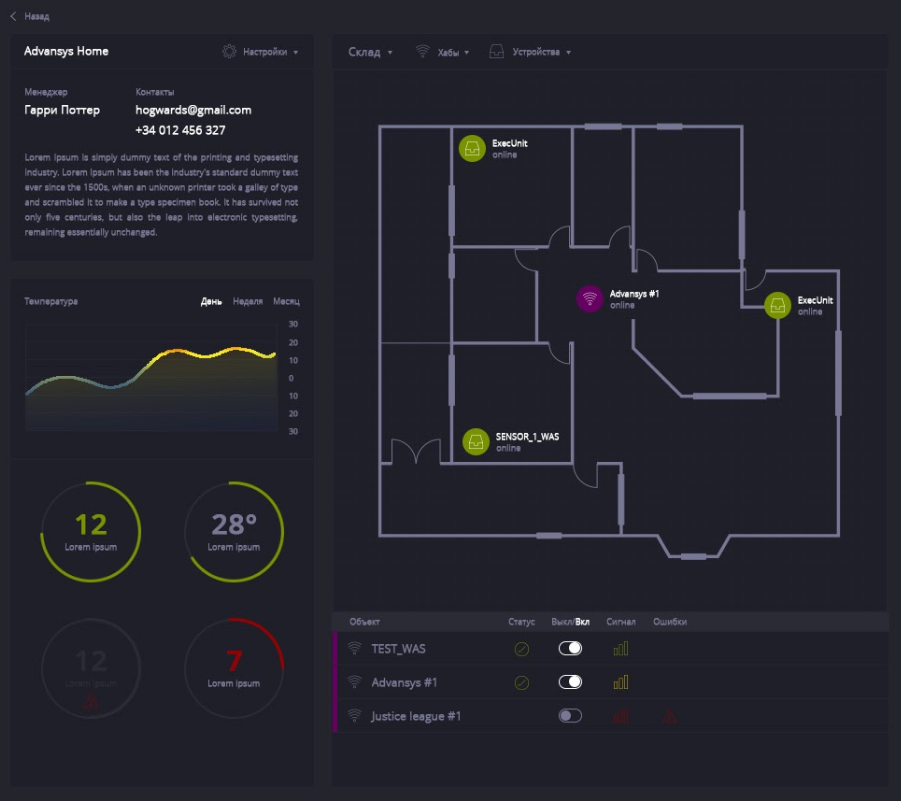 Назад
Advansys Home
Настройки
Менеджер
Контакты
Гарри Поттер
hogwards@gmail.com
+34 012 456 327
Lorem Ipsum is simply dummy text of the printing and typesetting
industry. Lorem Ipsum has been the industry's standard dummy text
ever since the 1500s, when an unknown printer took a galley of type
and scrambled it to make a type specimen book. It has survived not
only five centuries, but also the leap into electronic typesetting,
remaining essentially unchanged.
Температура
День Неделя Месяц
30
20
10
0
10
20
30
12
Lorem ipsum
28°
Lorem ipsum
12
Lorem ipsum
7
Lorem ipsum
Склад
Хабы
Устройства
ExecUnit
online
Advansys #1
online
ExecUnit
online
SENSOR_1_WAS
online
Объект Статус Выкл/Вкл Сигнал Ошибки
TEST_WAS
Advansys #1
Justice league #1